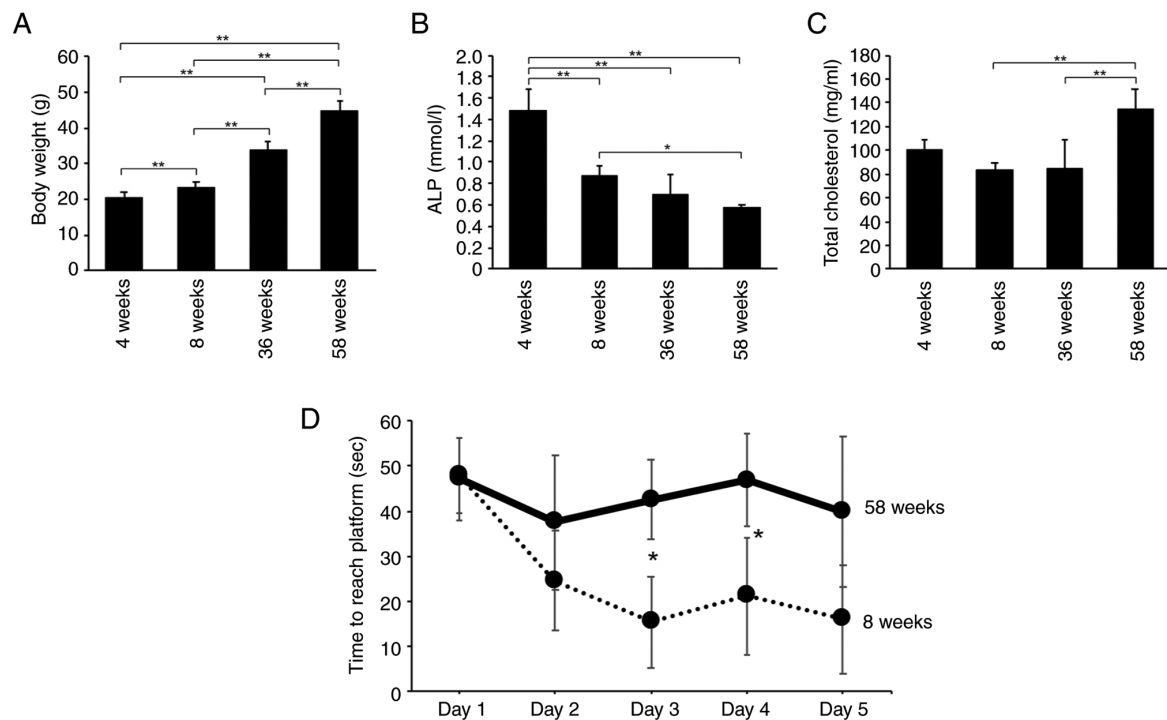 A
Body weight (g)
60
50
40
30
20
10
0
**
**
**
**
**
**
4 weeks
8 weeks
36 weeks
58 weeks
B
ALP (mmol/l)
2.0
1.8
1.6
1.4
1.2
1.0
0.8
0.6
0.4
0.2
0
**
**
**
*
4 weeks
8 weeks
36 weeks
58 weeks
C
Total cholesterol (mg/ml)
180
160
140
120
100
80
60
40
20
0
**
**
4 weeks
8 weeks
36 weeks
58 weeks
D
Time to reach platform (sec)
60
50
40
30
20
10
0
58 weeks
*
*
8 weeks
Day 1
Day 2
Day 3
Day 4
Day 5